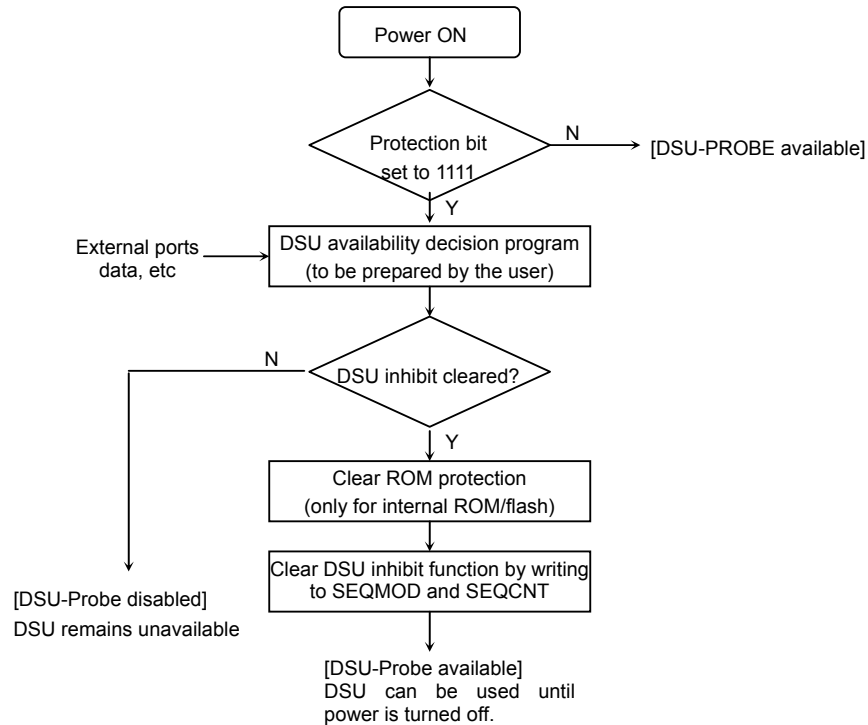 Power ON
Protection bit
set to 1111
N
[DSU-PROBE available]
Y
External ports
data, etc
DSU availability decision program
(to be prepared by the user)
N
DSU inhibit cleared?
Y
Clear ROM protection
(only for internal ROM/flash)
Clear DSU inhibit function by writing
to SEQMOD and SEQCNT
[DSU-Probe disabled]
DSU remains unavailable
[DSU-Probe available]
DSU can be used until
power is turned off.